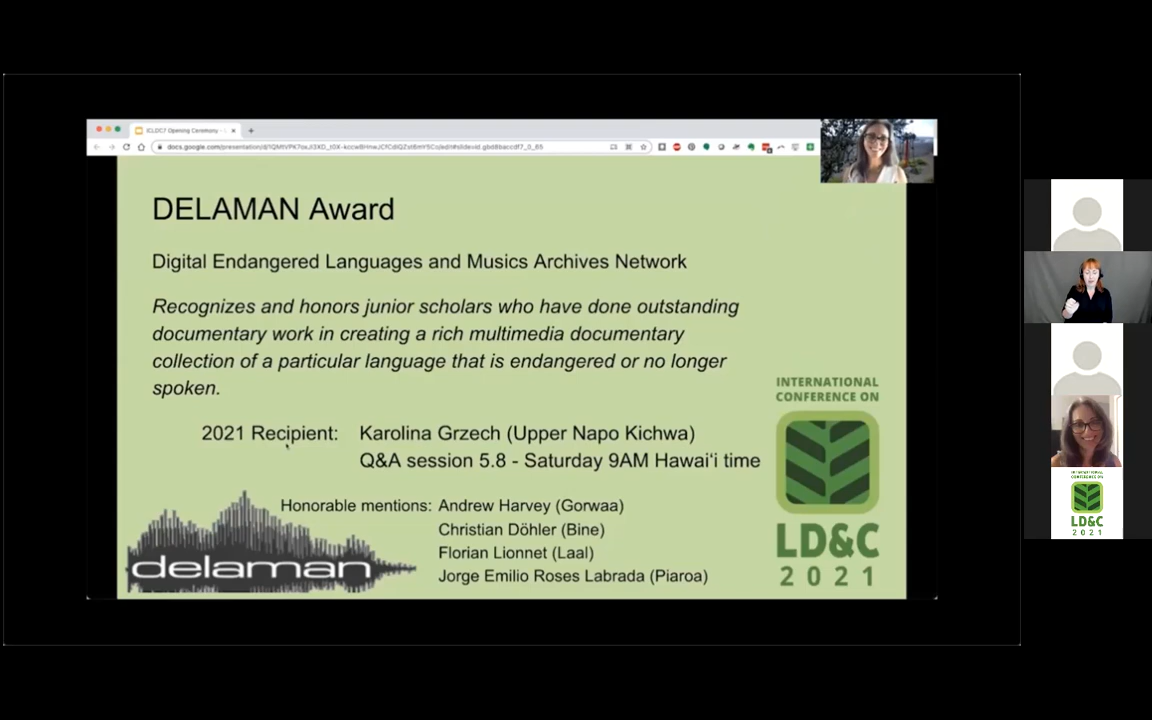 ICLDC7 Opening Ceremony -
DELAMAN Award
Digital Endangered Languages and Musics Archives Network
Recognizes and honors junior scholars who have done outstanding
documentary work in creating a rich multimedia documentary
collection of a particular language that is endangered or no longer
spoken.
2021 Recipient: Karolina Grzech (Upper Napo Kichwa)
Q&A session 5.8 - Saturday 9AM Hawaiʻi time
Honorable mentions: Andrew Harvey (Gorwaa)
Christian Döhler (Bine)
Florian Lionnet (Laal)
Jorge Emilio Roses Labrada (Piaroa)
delaman
INTERNATIONAL
CONFERENCE ON
LD&C
2021
INTERNATIONAL
CONFERENCE ON
LD&C
2021